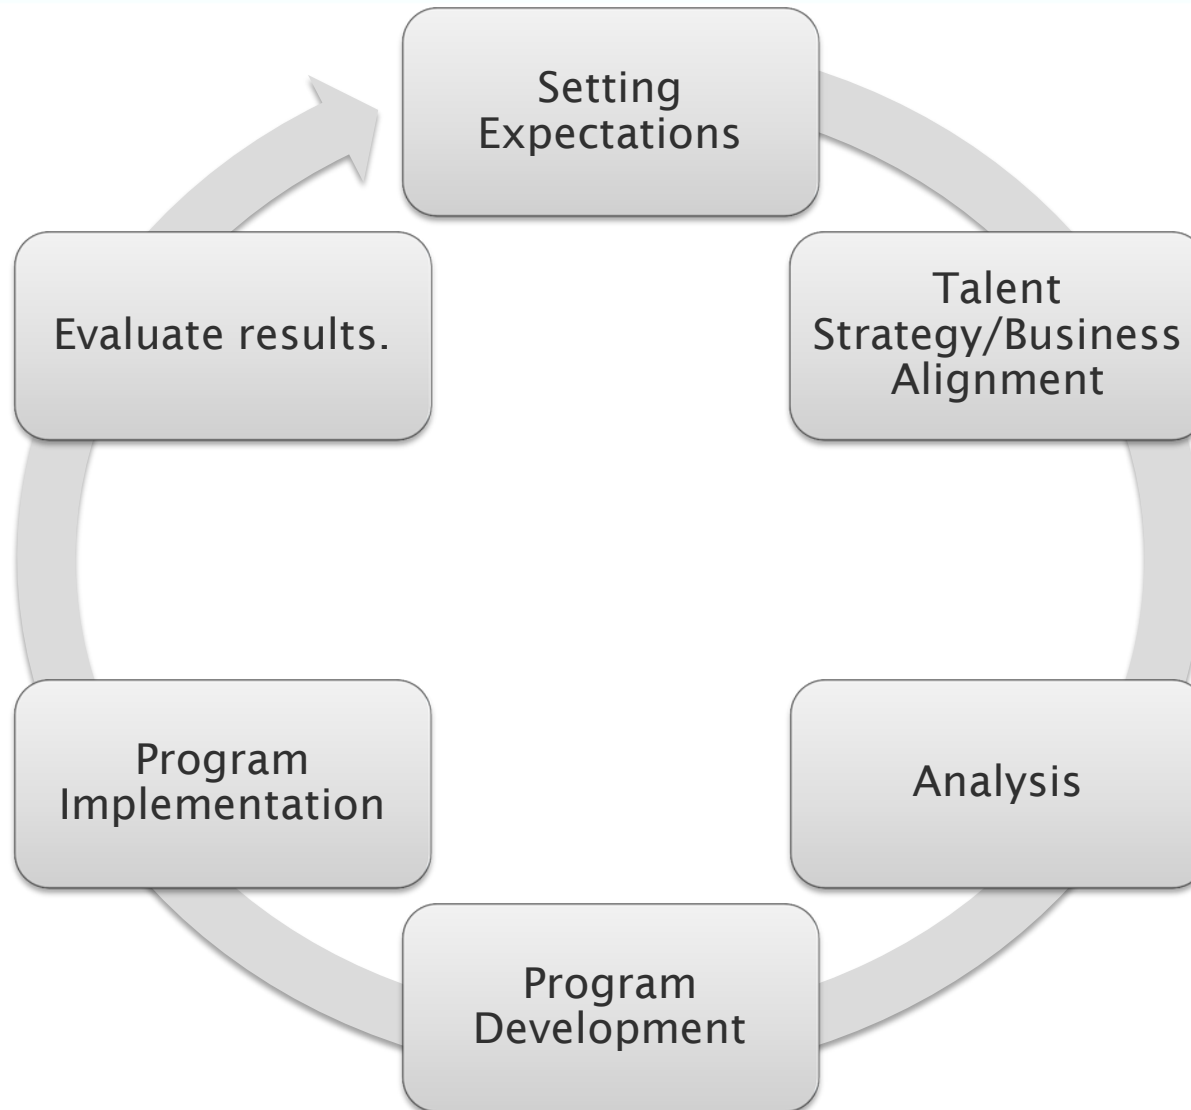 Setting
Expectations
Talent
Strategy/Business
Alignment
Analysis
Program
Development
Program
Implementation
Evaluate results.